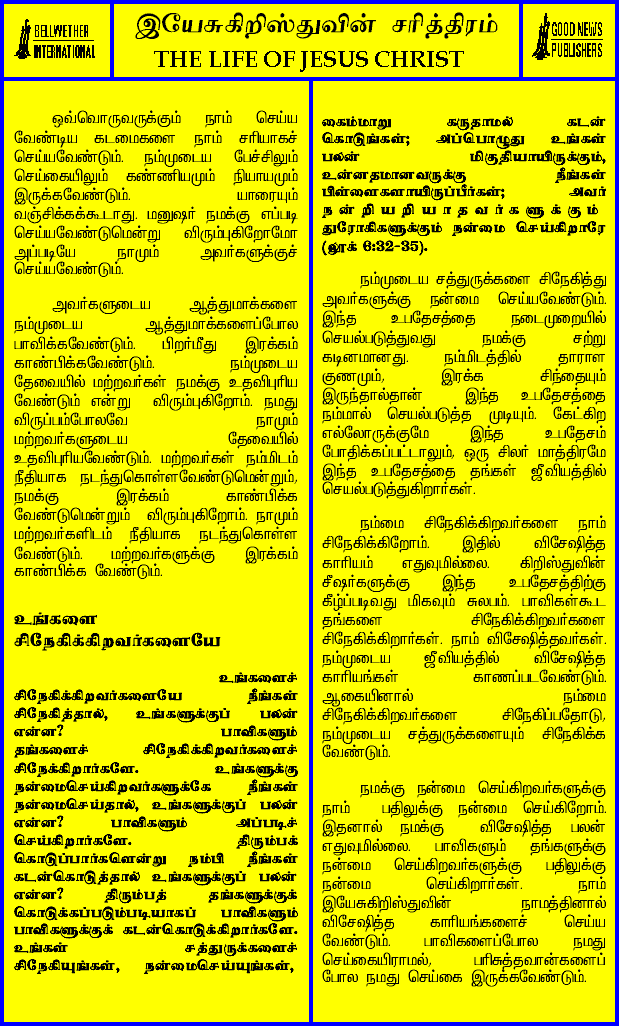 BELLWETHER
INTERNATIONAL
இயேசுகிறிஸ்துவின் சரித்திரம்
THE LIFE OF JESUS CHRIST
GOOD NEWS
PUBLISHERS
ஒவ்வொருவருக்கும் நாம் செய்ய
வேண்டிய கடமைகளை நாம் சரியாகச்
செய்யவேண்டும். நம்முடைய பேச்சிலும்
செய்கையிலும் கண்ணியமும் நியாயமும்
இருக்கவேண்டும். யாரையும்
வஞ்சிக்கக்கூடாது. மனுஷர் நமக்கு எப்படி
செய்யவேண்டுமென்று விரும்புகிறோமோ
அப்படியே நாமும் அவர்களுக்குச்
செய்யவேண்டும்.
அவர்களுடைய ஆத்துமாக்களை
நம்முடைய ஆத்துமாக்களைப்போல
பாவிக்கவேண்டும். பிறர்மீது இரக்கம்
காண்பிக்கவேண்டும். நம்முடைய
தேவையில் மற்றவர்கள் நமக்கு உதவிபுரிய
வேண்டும் என்று விரும்புகிறோம். நமது
விருப்பம்போலவே நாமும்
மற்றவர்களுடைய தேவையில்
உதவிபுரியவேண்டும். மற்றவர்கள் நம்மிடம்
நீதியாக நடந்துகொள்ளவேண்டுமென்றும்,
நமக்கு இரக்கம் காண்பிக்க
வேண்டுமென்றும் விரும்புகிறோம். நாமும்
மற்றவர்களிடம் நீதியாக நடந்துகொள்ள
வேண்டும். மற்றவர்களுக்கு இரக்கம்
காண்பிக்க வேண்டும்.
உங்களை
சிநேகிக்கிறவர்களையே
உங்களைச்
சிநேகிக்கிறவர்களையே நீங்கள்
சிநேகித்தால், உங்களுக்குப் பலன்
என்ன? பாவிகளும்
தங்களைச் சிநேகிக்கிறவர்களைச்
சிநேக்கிறார்களே. உங்களுக்கு
நன்மைசெய்கிறவர்களுக்கே நீங்கள்
நன்மைசெய்தால், உங்களுக்குப் பலன்
என்ன? பாவிகளும் அப்படிச்
செய்கிறார்களே. திரும்பக்
கொடுப்பார்களென்று நம்பி நீங்கள்
கடன்கொடுத்தால் உங்களுக்குப் பலன்
என்ன? திரும்பத் தங்களுக்குக்
கொடுக்கப்படும்படியாகப் பாவிகளும்
பாவிகளுக்குக் கடன்கொடுக்கிறார்களே.
உங்கள் சத்துருக்களைச்
சிநேகியுங்கள், நன்மைசெய்யுங்கள்,
கைம்மாறு கருதாமல் கடன்
கொடுங்கள்; அப்பொழுது உங்கள்
பலன் மிகுதியாயிருக்கும்,
உன்னதமானவருக்கு நீங்கள்
பிள்ளைகளாயிருப்பீர்கள்; அவர்
நன்றியறியாதவர்களுக்கும்
துரோகிகளுக்கும் நன்மை செய்கிறாரே
(லூக் 6:32-35).
நம்முடைய சத்துருக்களை சிநேகித்து
அவர்களுக்கு நன்மை செய்யவேண்டும்.
இந்த உபதேசத்தை நடைமுறையில்
செயல்படுத்துவது நமக்கு சற்று
கடினமானது. நம்மிடத்தில் தாராள
குணமும், இரக்க சிந்தையும்
இருந்தால்தான் இந்த உபதேசத்தை
நம்மால் செயல்படுத்த முடியும். கேட்கிற
எல்லோருக்குமே இந்த உபதேசம்
போதிக்கப்பட்டாலும், ஒரு சிலர் மாத்திரமே
இந்த உபதேசத்தை தங்கள் ஜீவியத்தில்
செயல்படுத்துகிறார்கள்.
நம்மை சிநேகிக்கிறவர்களை நாம்
சிநேகிக்கிறோம். இதில் விசேஷித்த
காரியம் எதுவுமில்லை. கிறிஸ்துவின்
சீஷர்களுக்கு இந்த உபதேசத்திற்கு
கீழ்ப்படிவது மிகவும் சுலபம். பாவிகள்கூட
தங்களை சிநேகிக்கிறவர்களை
சிநேகிக்கிறார்கள். நாம் விசேஷித்தவர்கள்.
நம்முடைய ஜீவியத்தில் விசேஷித்த
காரியங்கள் காணப்படவேண்டும்.
ஆகையினால் நம்மை
சிநேகிக்கிறவர்களை சிநேகிப்பதோடு,
நம்முடைய சத்துருக்களையும் சிநேகிக்க
வேண்டும்.
நமக்கு நன்மை செய்கிறவர்களுக்கு
நாம் பதிலுக்கு நன்மை செய்கிறோம்.
இதனால் நமக்கு விசேஷித்த பலன்
எதுவுமில்லை. பாவிகளும் தங்களுக்கு
நன்மை செய்கிறவர்களுக்கு பதிலுக்கு
நன்மை செய்கிறார்கள். நாம்
இயேசுகிறிஸ்துவின் நாமத்தினால்
விசேஷித்த காரியங்களைச் செய்ய
வேண்டும். பாவிகளைப்போல நமது
செய்கையிராமல், பரிசுத்தவான்களைப்
போல நமது செய்கை இருக்கவேண்டும்.